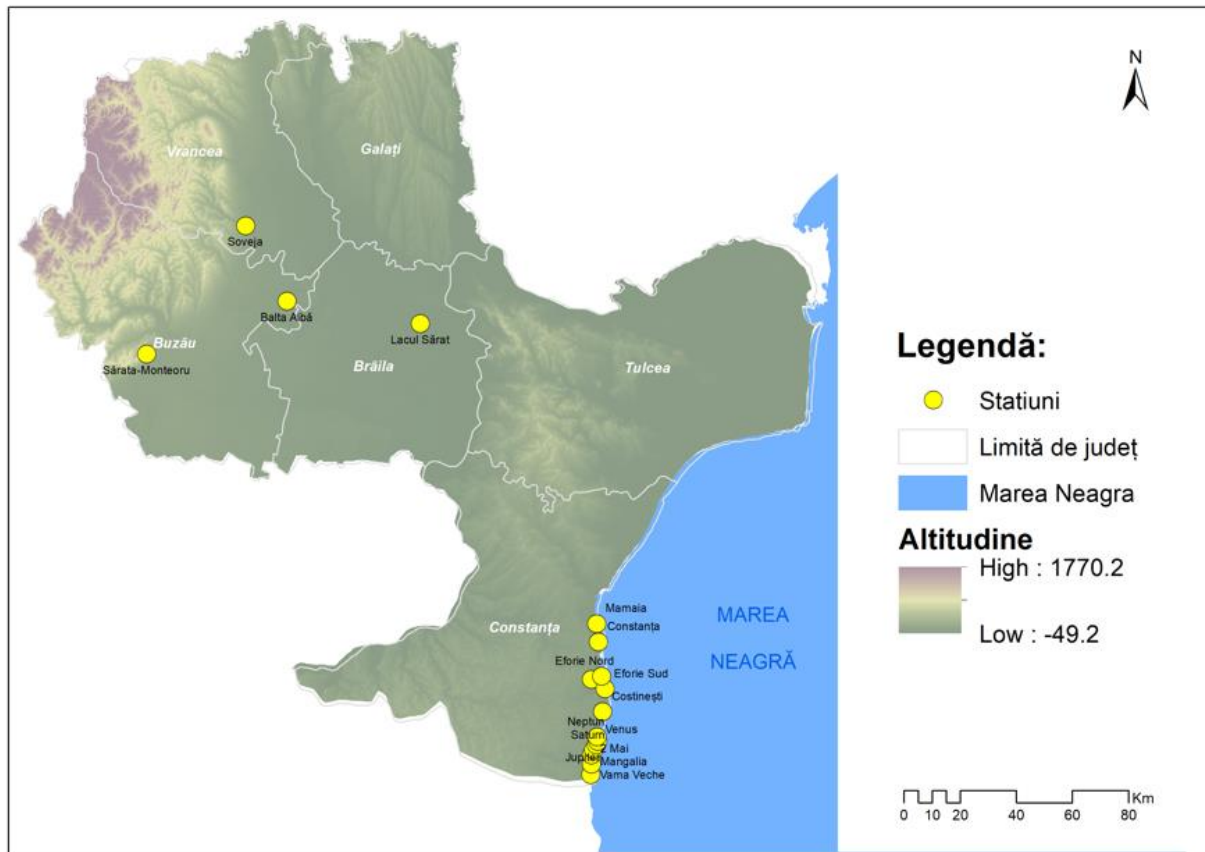 N
Vrancea
Galați
Soveja
Balta Albă
Lacul Sărat
Buzău
Sărata-Monteoru
Brăila
Tulcea
Mamaia
Constanța
Constanța
Eforie Nord
Eforie Sud
Costinești
Neptun
Venus
Saturn
2 Mai
Jupiter
Mangalia
Vama Veche
MAREA
NEAGRĂ
Legendă:
Statiuni
Limită de județ
Marea Neagra
Altitudine
High : 1770.2
Low : -49.2
Km
0 10 20 40 60 80